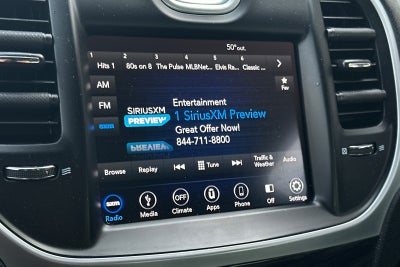 50° out.
1 2 3 4 5 6
Hits 1 80s on 8 The Pulse MLBNet... Elvis Ra... Classic ...
AM
FM
SXM
Fav
SIRIUSXM
PREVIEW
Entertainment
1 SiriusXM Preview
Great Offer Now!
844-711-8800
Browse Replay Tune Traffic & Weather Audio
Radio Media Climate Apps Phone Off Settings
OFF